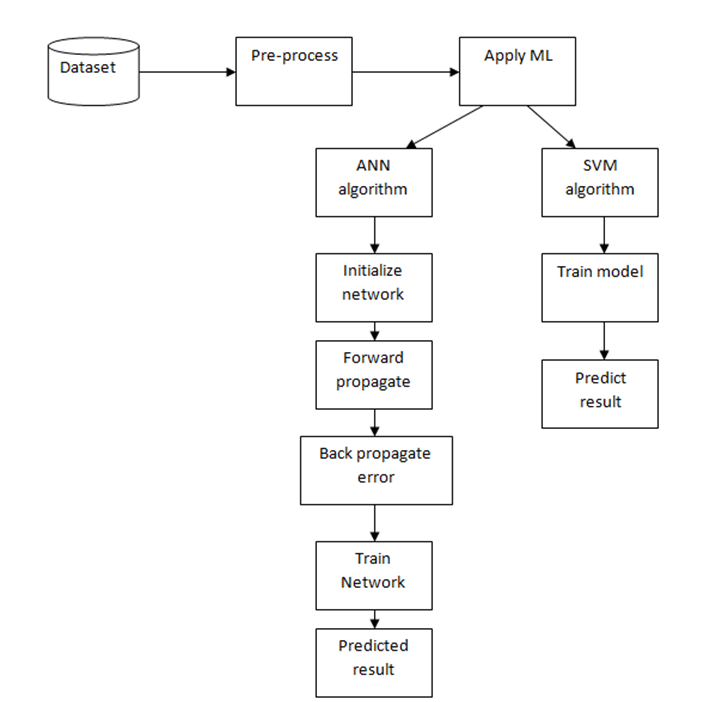 Dataset
Pre-process
Apply ML
ANN
algorithm
SVM
algorithm
Initialize
network
Train model
Forward
propagate
Predict
result
Back propagate
error
Train
Network
Predicted
result